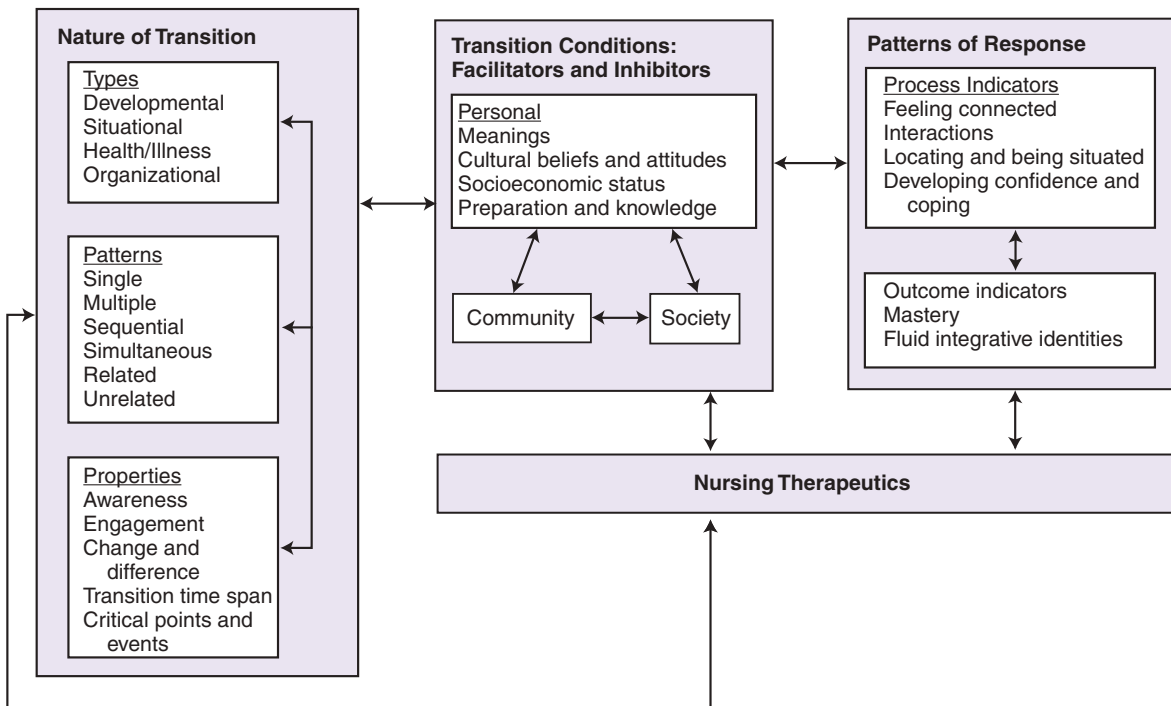 Nature of Transition
Types
Developmental
Situational
Health/Illness
Organizational
Patterns
Single
Multiple
Sequential
Simultaneous
Related
Unrelated
Properties
Awareness
Engagement
Change and
difference
Transition time span
Critical points and
events
Transition Conditions:
Facilitators and Inhibitors
Personal
Meanings
Cultural beliefs and attitudes
Socioeconomic status
Preparation and knowledge
Community
Society
Patterns of Response
Process Indicators
Feeling connected
Interactions
Locating and being situated
Developing confidence and
coping
Outcome indicators
Mastery
Fluid integrative identities
Nursing Therapeutics